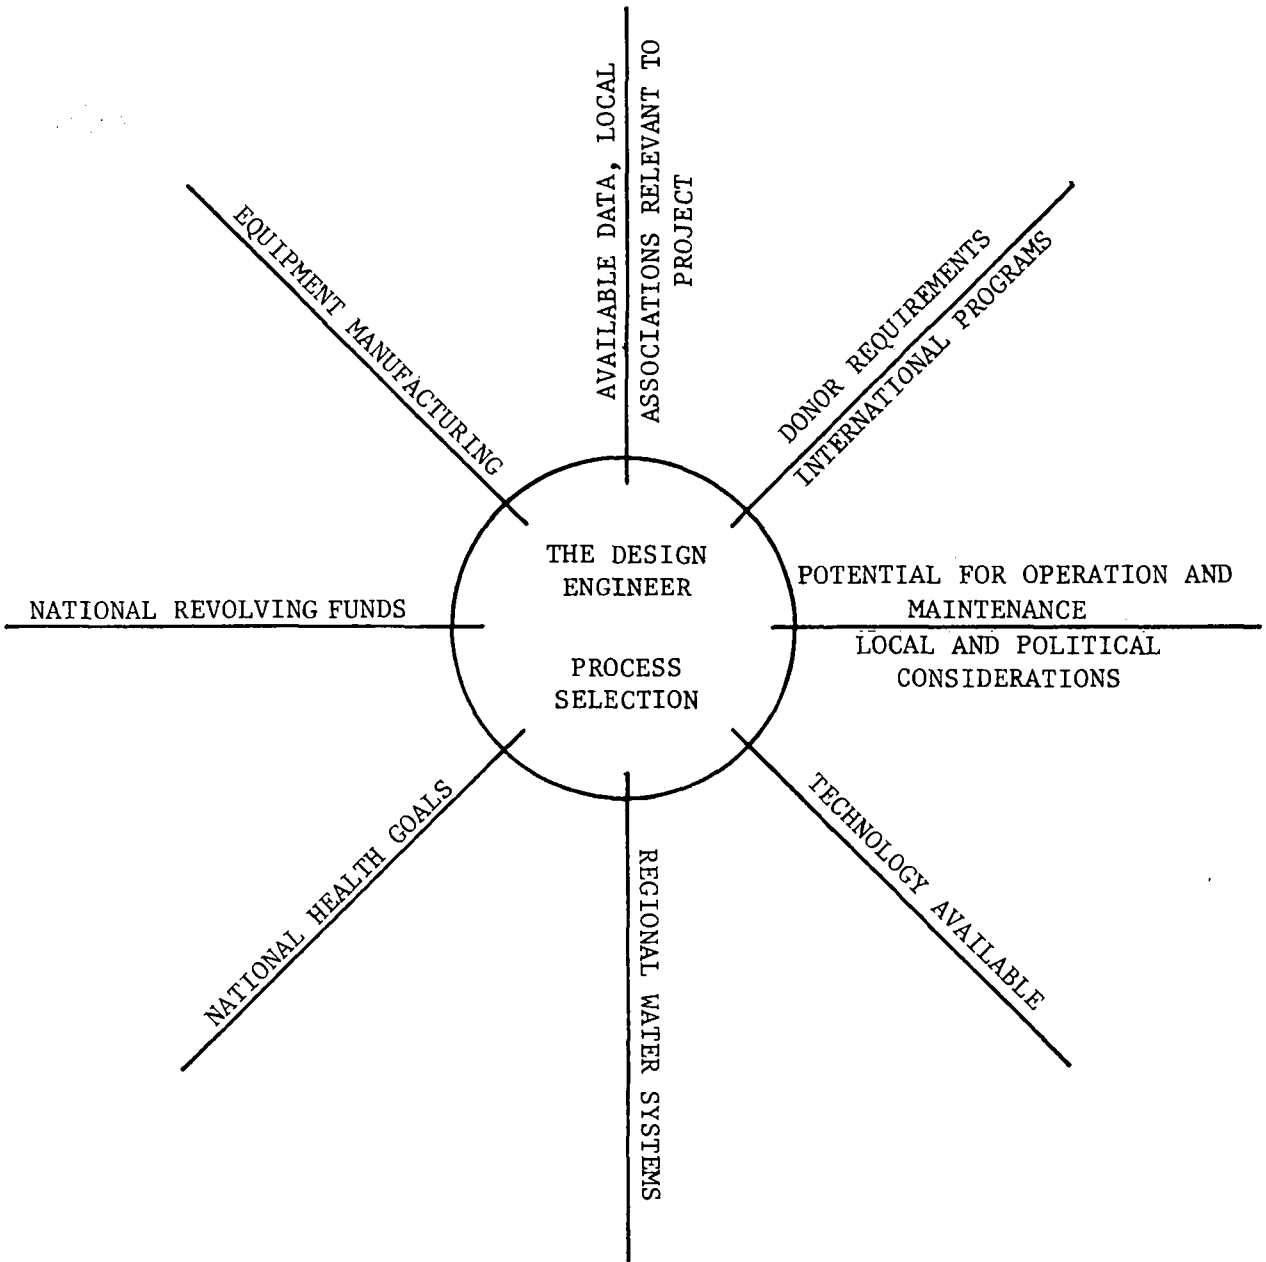 AVAILABLE DATA, LOCAL
ASSOCIATIONS RELEVANT TO
PROJECT
DONOR REQUIREMENTS
INTERNATIONAL PROGRAMS
EQUIPMENT MANUFACTURING
THE DESIGN
ENGINEER
PROCESS
SELECTION
POTENTIAL FOR OPERATION AND
MAINTENANCE
LOCAL AND POLITICAL
CONSIDERATIONS
NATIONAL REVOLVING FUNDS
TECHNOLOGY AVAILABLE
NATIONAL HEALTH GOALS
REGIONAL WATER SYSTEMS